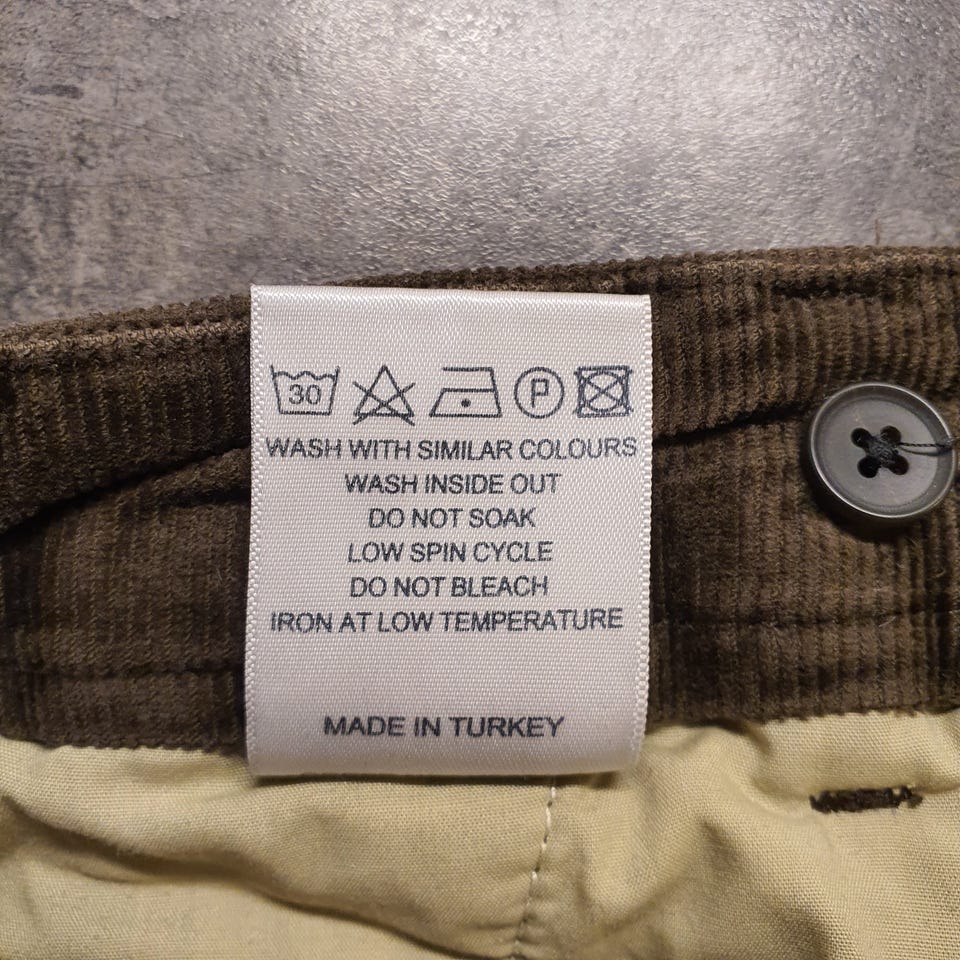 30 P
WASH WITH SIMILAR COLOURS
WASH INSIDE OUT
DO NOT SOAK
LOW SPIN CYCLE
DO NOT BLEACH
IRON AT LOW TEMPERATURE
MADE IN TURKEY